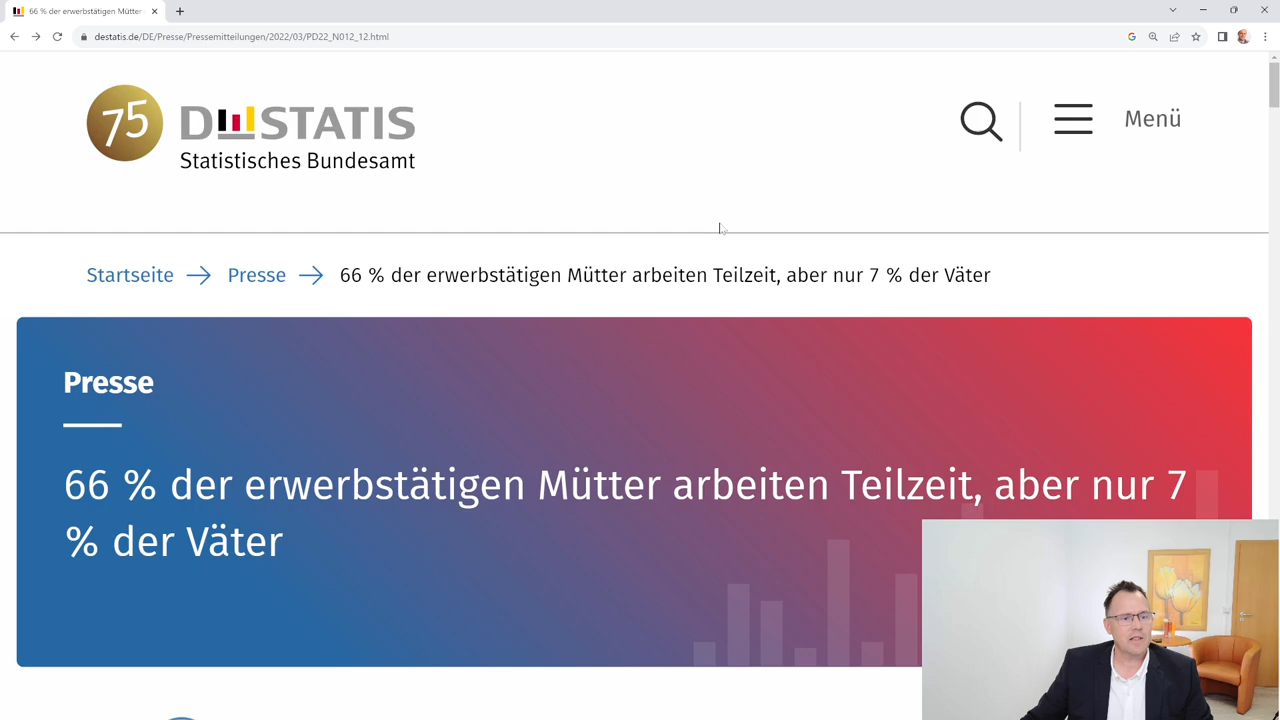 66 % der erwerbstätigen Mütter
destatis.de/DE/Presse/Pressemitteilungen/2022/03/PD22_N012_12.html
75
DESTATIS
Statistisches Bundesamt
Menü
Startseite
Presse
66 % der erwerbstätigen Mütter arbeiten Teilzeit, aber nur 7 % der Väter
Presse
66 % der erwerbstätigen Mütter arbeiten Teilzeit, aber nur 7
% der Väter